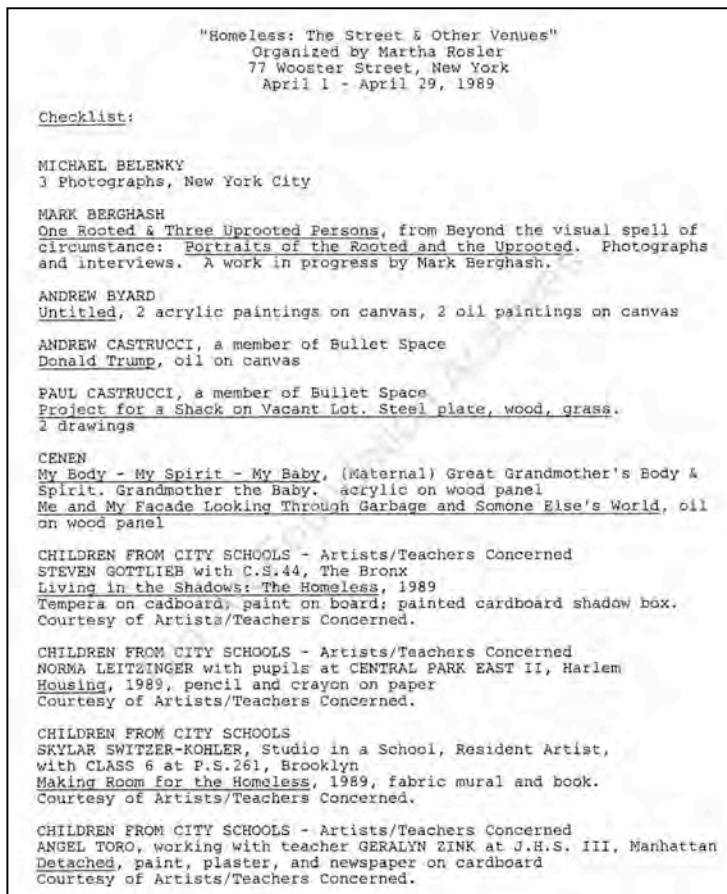 "Homeless: The Street & Other Venues"
Organized by Martha Rosler
77 Wooster Street, New York
April 1 - April 29, 1989
Checklist:
MICHAEL BELENKY
3 Photographs, New York City
MARK BERGHASH
One Rooted & Three Uprooted Persons, from Beyond the visual spell of
circumstance: Portraits of the Rooted and the Uprooted. Photographs
and interviews. A work in progress by Mark Berghash.
ANDREW BYARD
Untitled, 2 acrylic paintings on canvas, 2 oil paintings on canvas
ANDREW CASTRUCCI, a member of Bullet Space
Donald Trump, oil on canvas
PAUL CASTRUCCI, a member of Bullet Space
Project for a Shack on Vacant Lot. Steel plate, wood, grass.
2 drawings
CENEN
My Body - My Spirit - My Baby, (Maternal) Great Grandmother's Body &
Spirit. Grandmother the Baby. acrylic on wood panel
Me and My Facade Looking Through Garbage and Somone Else's World, oil
on wood panel
CHILDREN FROM CITY SCHOOLS - Artists/Teachers Concerned
STEVEN GOTTLIEB with C.S.44, The Bronx
Living in the Shadows: The Homeless, 1989
Tempera on cadboard; paint on board; painted cardboard shadow box.
Courtesy of Artists/Teachers Concerned.
CHILDREN FROM CITY SCHOOLS - Artists/Teachers Concerned
NORMA LEITZINGER with pupils at CENTRAL PARK EAST II, Harlem
Housing, 1989, pencil and crayon on paper
Courtesy of Artists/Teachers Concerned.
CHILDREN FROM CITY SCHOOLS
SKYLAR SWITZER-KOHLER, Studio in a School, Resident Artist,
with CLASS 6 at P.S.261, Brooklyn
Making Room for the Homeless, 1989, fabric mural and book.
Courtesy of Artists/Teachers Concerned.
CHILDREN FROM CITY SCHOOLS - Artists/Teachers Concerned
ANGEL TORO, working with teacher GERALYN ZINK at J.H.S. III, Manhattan
Detached, paint, plaster, and newspaper on cardboard
Courtesy of Artists/Teachers Concerned.